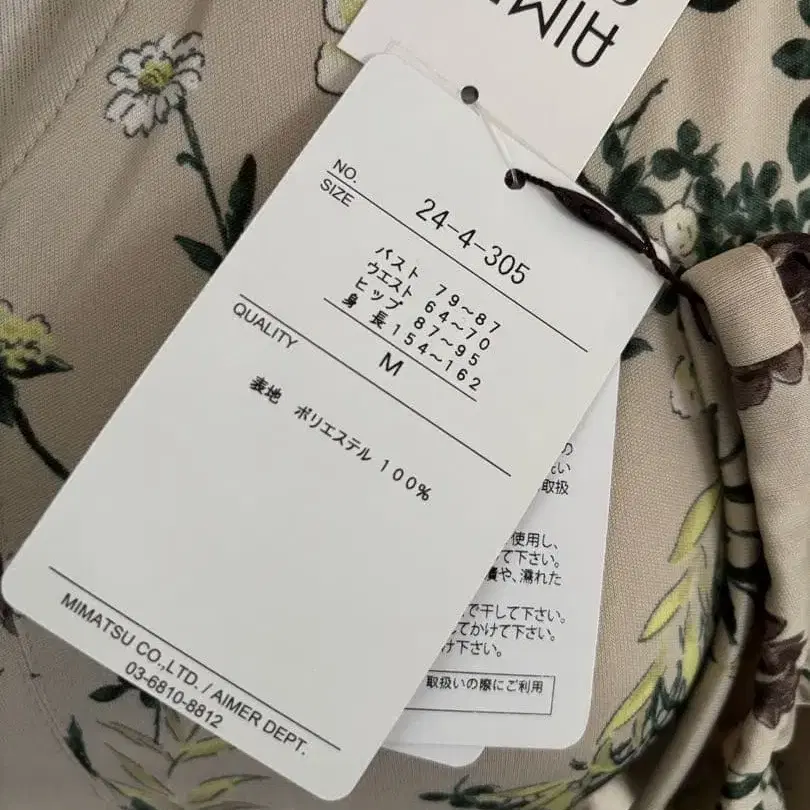 AIM
NO. 24-4-305
SIZE
バスト 79～87
ウエスト 64～70
ヒップ 87～95
身長 154～162
M
QUALITY
表地 ポリエステル 100%
MIMATSU CO.,LTD. / AIMER DEPT.
03-6810-8812
の
い
取扱
使用し、
て下さい。
や、濡れた
で干して下さい。
てかけて下さい。
け下さい。
取扱いの際にご利用